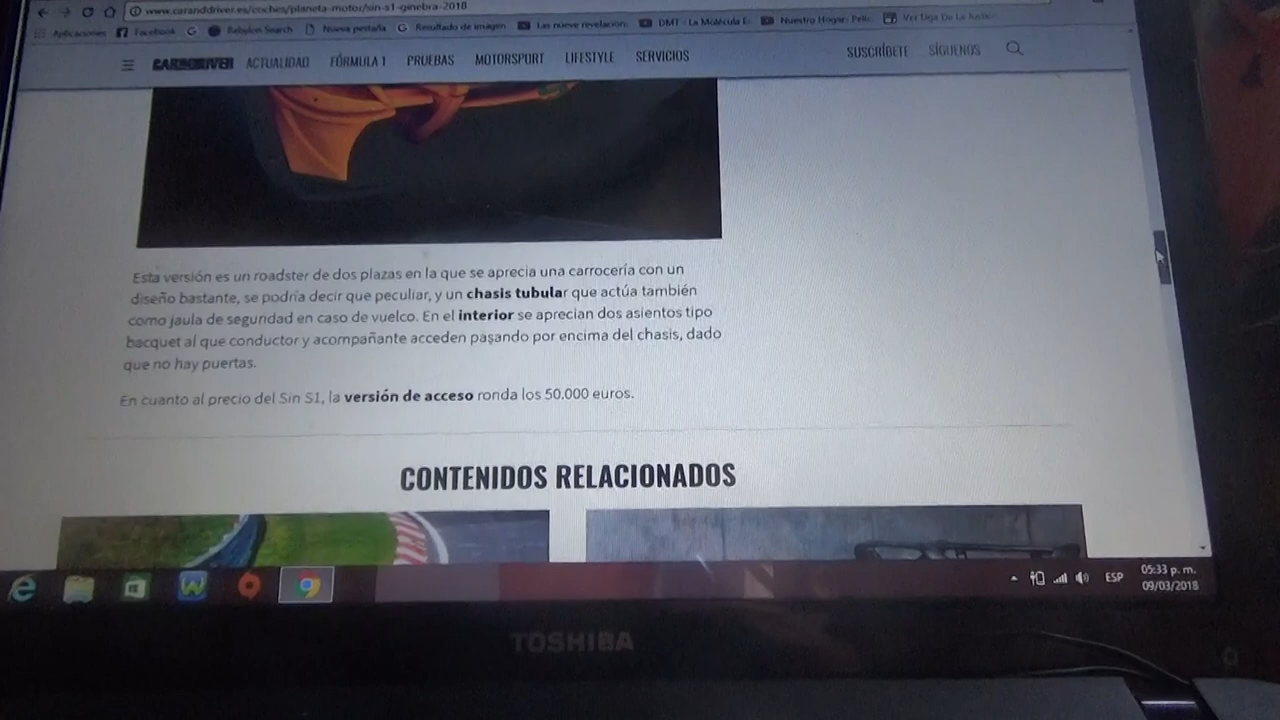 www.caranddriver.es/coches/planeta-motor/sin-s1-ginebra-2018
Aplicaciones Facebook Babylon Search Nueva pestaña Resultado de imagen Las nueve revelacion DMT - La Molécula Nuestro Hogar- Ver Liga De La Justic
CARANDDRIVER ACTUALIDAD FÓRMULA 1 PRUEBAS MOTORSPORT LIFESTYLE SERVICIOS SUSCRÍBETE SÍGUENOS
Esta versión es un roadster de dos plazas en la que se aprecia una carrocería con un
diseño bastante, se podría decir que peculiar, y un chasis tubular que actúa también
como jaula de seguridad en caso de vuelco. En el interior se aprecian dos asientos tipo
bacquet al que conductor y acompañante acceden pasando por encima del chasis, dado
que no hay puertas.
En cuanto al precio del Sin S1, la versión de acceso ronda los 50.000 euros.
CONTENIDOS RELACIONADOS
ESP
05:33 p. m.
09/03/2018
TOSHIBA